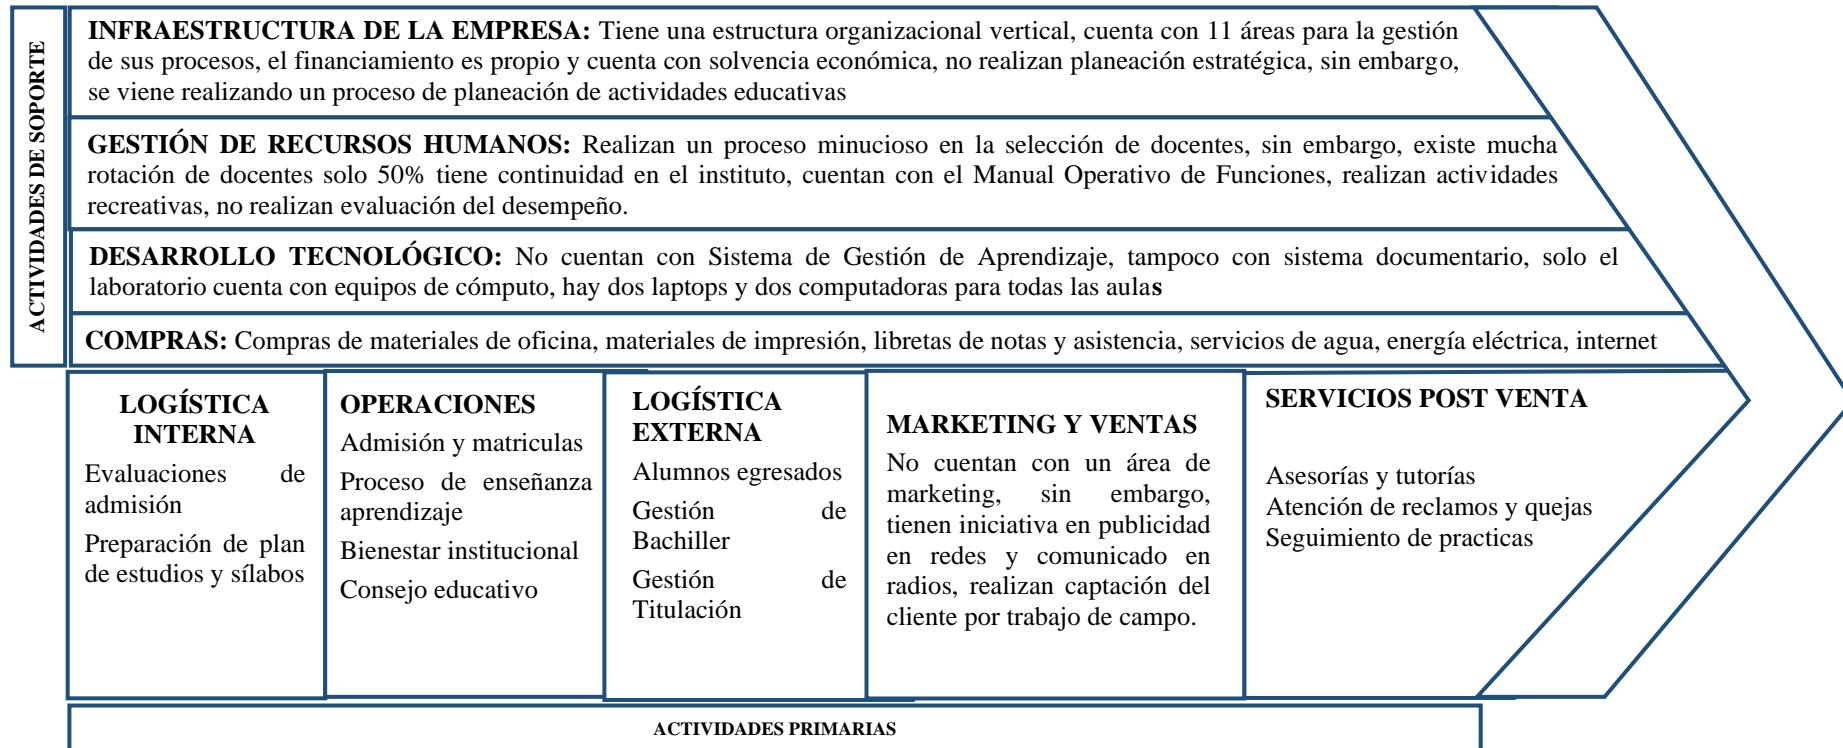 ACTIVIDADES DE SOPORTE
INFRAESTRUCTURA DE LA EMPRESA: Tiene una estructura organizacional vertical, cuenta con 11 áreas para la gestión
de sus procesos, el financiamiento es propio y cuenta con solvencia económica, no realizan planeación estratégica, sin embargo,
se viene realizando un proceso de planeación de actividades educativas
GESTIÓN DE RECURSOS HUMANOS: Realizan un proceso minucioso en la selección de docentes, sin embargo, existe mucha
rotación de docentes solo 50% tiene continuidad en el instituto, cuentan con el Manual Operativo de Funciones, realizan actividades
recreativas, no realizan evaluación del desempeño.
DESARROLLO TECNOLÓGICO: No cuentan con Sistema de Gestión de Aprendizaje, tampoco con sistema documentario, solo el
laboratorio cuenta con equipos de cómputo, hay dos laptops y dos computadoras para todas las aulas
COMPRAS: Compras de materiales de oficina, materiales de impresión, libretas de notas y asistencia, servicios de agua, energía eléctrica, internet
LOGÍSTICA
INTERNA
Evaluaciones de
admisión
Preparación de plan
de estudios y sílabos
OPERACIONES
Admisión y matriculas
Proceso de enseñanza
aprendizaje
Bienestar institucional
Consejo educativo
LOGÍSTICA
EXTERNA
Alumnos egresados
Gestión de
Bachiller
Gestión de
Titulación
MARKETING Y VENTAS
No cuentan con un área de
marketing, sin embargo,
tienen iniciativa en publicidad
en redes y comunicado en
radios, realizan captación del
cliente por trabajo de campo.
SERVICIOS POST VENTA
Asesorías y tutorías
Atención de reclamos y quejas
Seguimiento de practicas
ACTIVIDADES PRIMARIAS